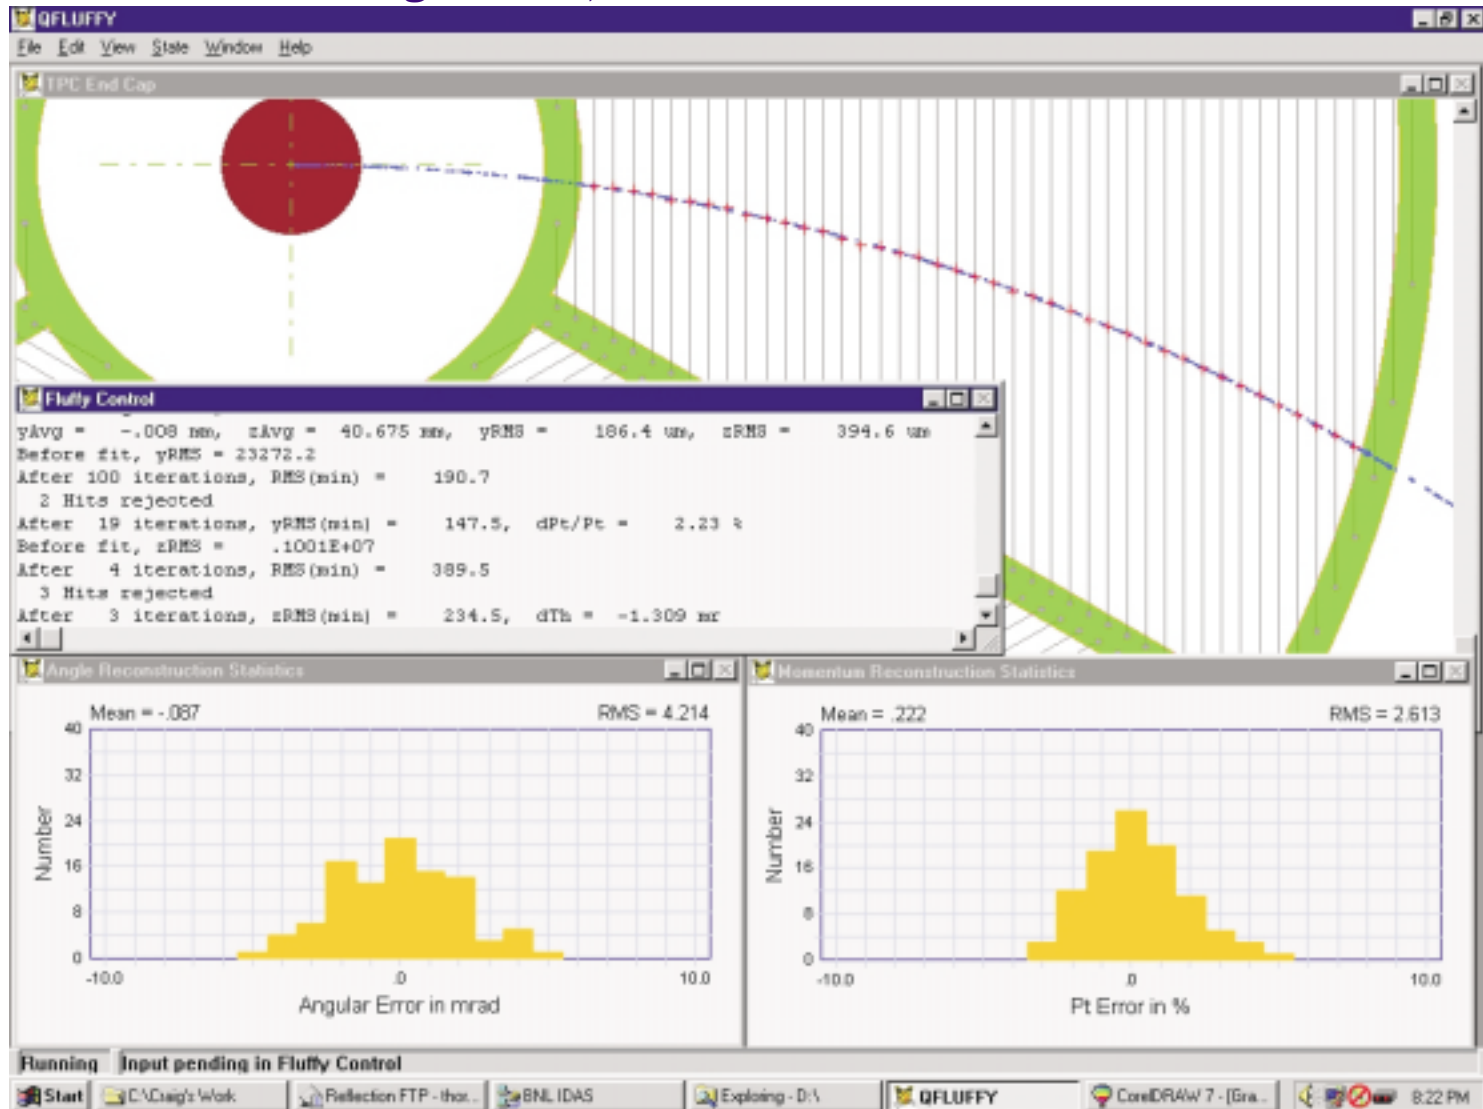 QFLUFFY
File Edit View State Window Help
TPC End Cap
Fluffy Control
yAvg = -.008 mm, zAvg = 40.675 mm, yRMS = 186.4 um, zRMS = 394.6 um
Before fit, yRMS = 23272.2
After 100 iterations, RMS(min) = 190.7
2 Hits rejected
After 19 iterations, yRMS(min) = 147.5, dPt/Pt = 2.23 %
Before fit, zRMS = .1001E+07
After 4 iterations, RMS(min) = 389.5
3 Hits rejected
After 3 iterations, zRMS(min) = 234.5, dTh = -1.309 mr
Angle Reconstruction Statistics
Mean = -.087 RMS = 4.214
40
32
24
16
8
0
Number
-10.0 .0 10.0
Angular Error in mrad
Momentum Reconstruction Statistics
Mean = .222 RMS = 2.613
40
32
24
16
8
0
Number
-10.0 .0 10.0
Pt Error in %
Running Input pending in Fluffy Control
Start C:\Craig's Work Reflection FTP - thor... BNL IDAS Exploring - D:\ QFLUFFY CorelDRAW 7 - [Gra... 8:22 PM